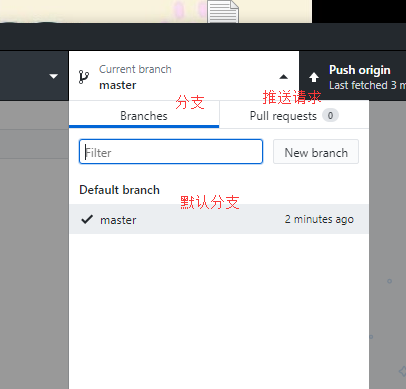 Current branch
master
Push origin
Last fetched 3 m
分支
推送请求
Branches
Pull requests 0
Filter
New branch
Default branch
默认分支
master
2 minutes ago